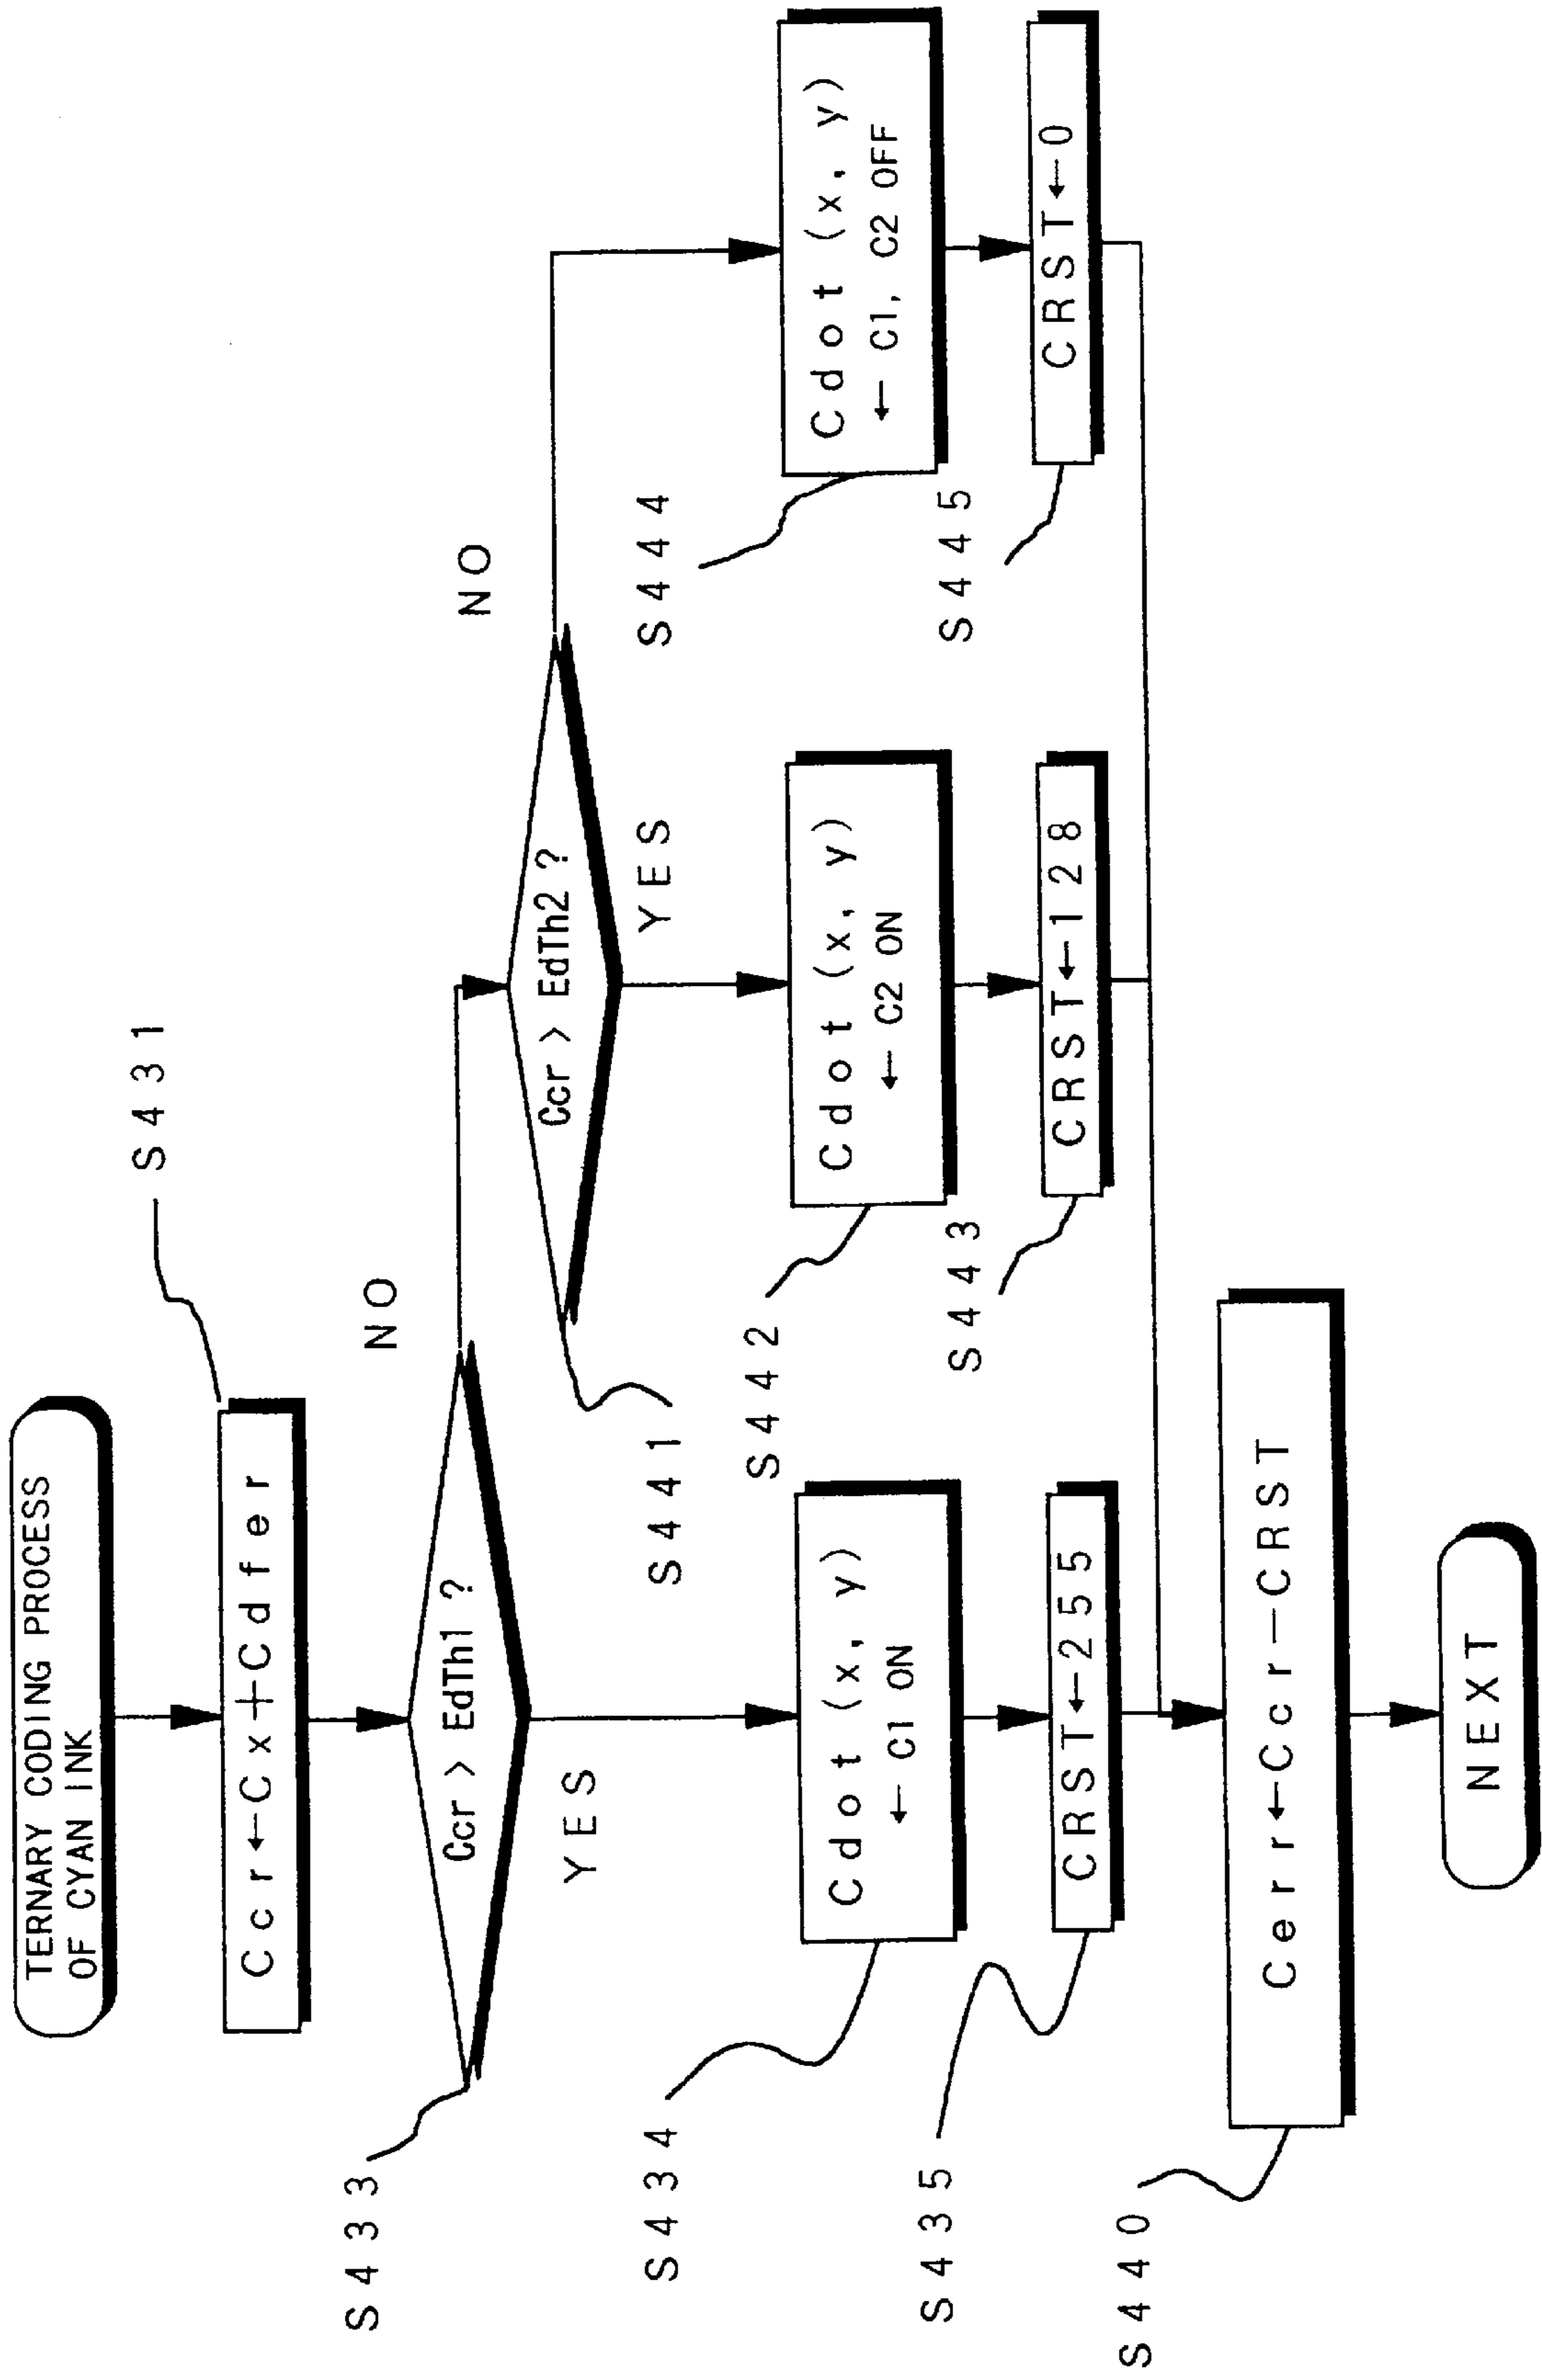 TERNARY CODING PROCESS
OF CYAN INK
S431
Ccr←Cx+Cdfer
S433
Ccr > EdTh1 ?
NO
YES
S441
Ccr > EdTh2 ?
NO
YES
S434
Cdot (x, y)
← C1 ON
S442
Cdot (x, y)
← C2 ON
S444
Cdot (x, y)
← C1, C2 OFF
S435
CRST←255
S443
CRST←128
S445
CRST←0
S440
Cerr←Ccr−CRST
NEXT